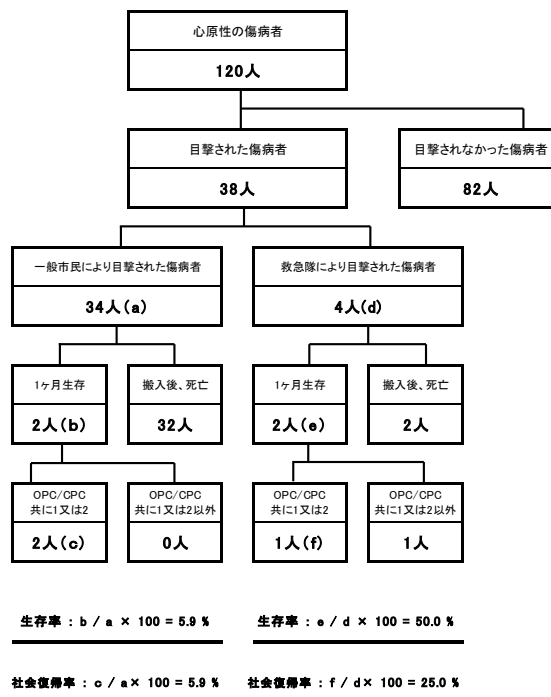 心原性の傷病者
120人
目撃された傷病者
38人
目撃されなかった傷病者
82人
一般市民により目撃された傷病者
34人(a)
救急隊により目撃された傷病者
4人(d)
1ヶ月生存
2人(b)
搬入後、死亡
32人
1ヶ月生存
2人(e)
搬入後、死亡
2人
OPC/CPC
共に1又は2
2人(c)
OPC/CPC
共に1又は2以外
0人
OPC/CPC
共に1又は2
1人(f)
OPC/CPC
共に1又は2以外
1人
生存率 : b / a × 100 = 5.9 %
生存率 : e / d × 100 = 50.0 %
社会復帰率 : c / a × 100 = 5.9 %
社会復帰率 : f / d × 100 = 25.0 %